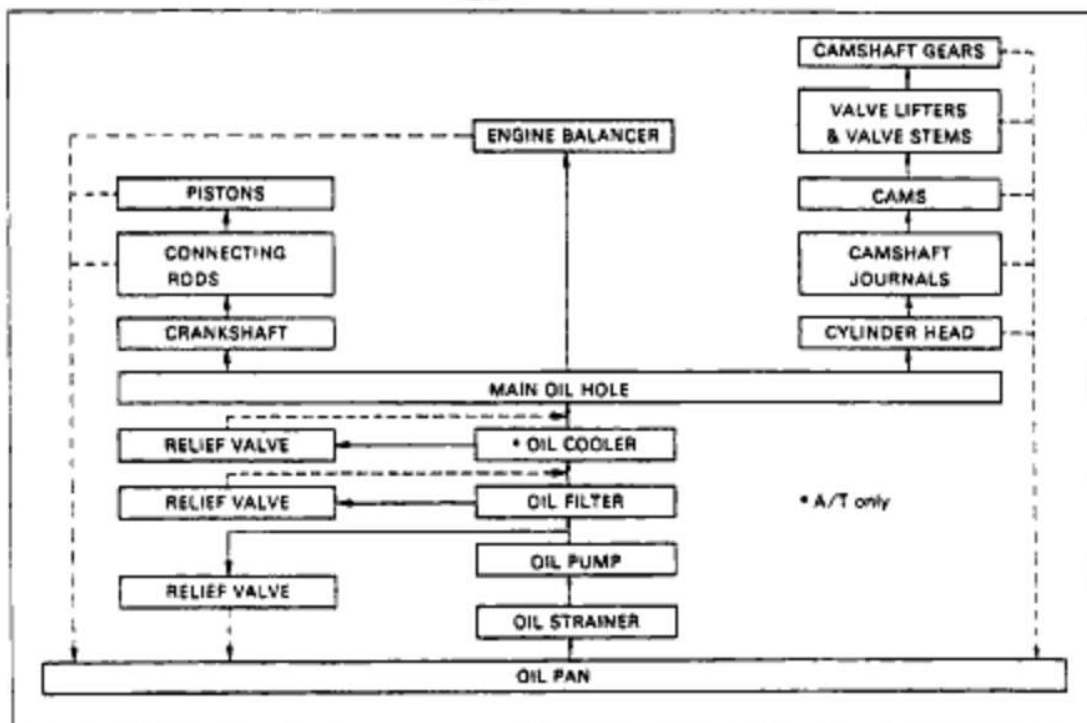 CAMSHAFT GEARS
VALVE LIFTERS
& VALVE STEMS
ENGINE BALANCER
PISTONS
CAMS
CONNECTING
RODS
CAMSHAFT
JOURNALS
CRANKSHAFT
CYLINDER HEAD
MAIN OIL HOLE
RELIEF VALVE
* OIL COOLER
RELIEF VALVE
OIL FILTER
* A/T only
OIL PUMP
RELIEF VALVE
OIL STRAINER
OIL PAN